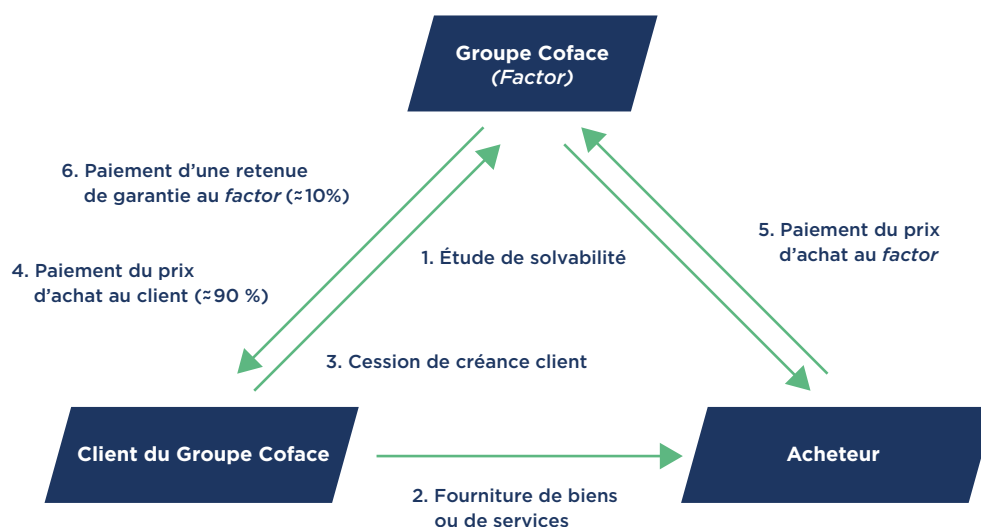 Groupe Coface
(Factor)
6. Paiement d’une retenue
de garantie au factor (≈10%)
4. Paiement du prix
d’achat au client (≈90 %)
1. Étude de solvabilité
5. Paiement du prix
d’achat au factor
3. Cession de créance client
Client du Groupe Coface
Acheteur
2. Fourniture de biens
ou de services